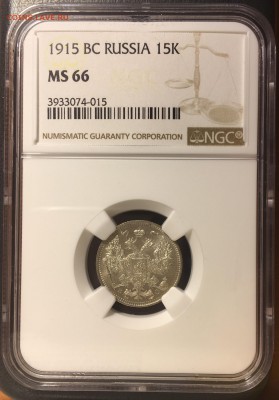 1915 BC RUSSIA 15K
MS 66
3933074-015
NUMISMATIC GUARANTY CORPORATION
NGC